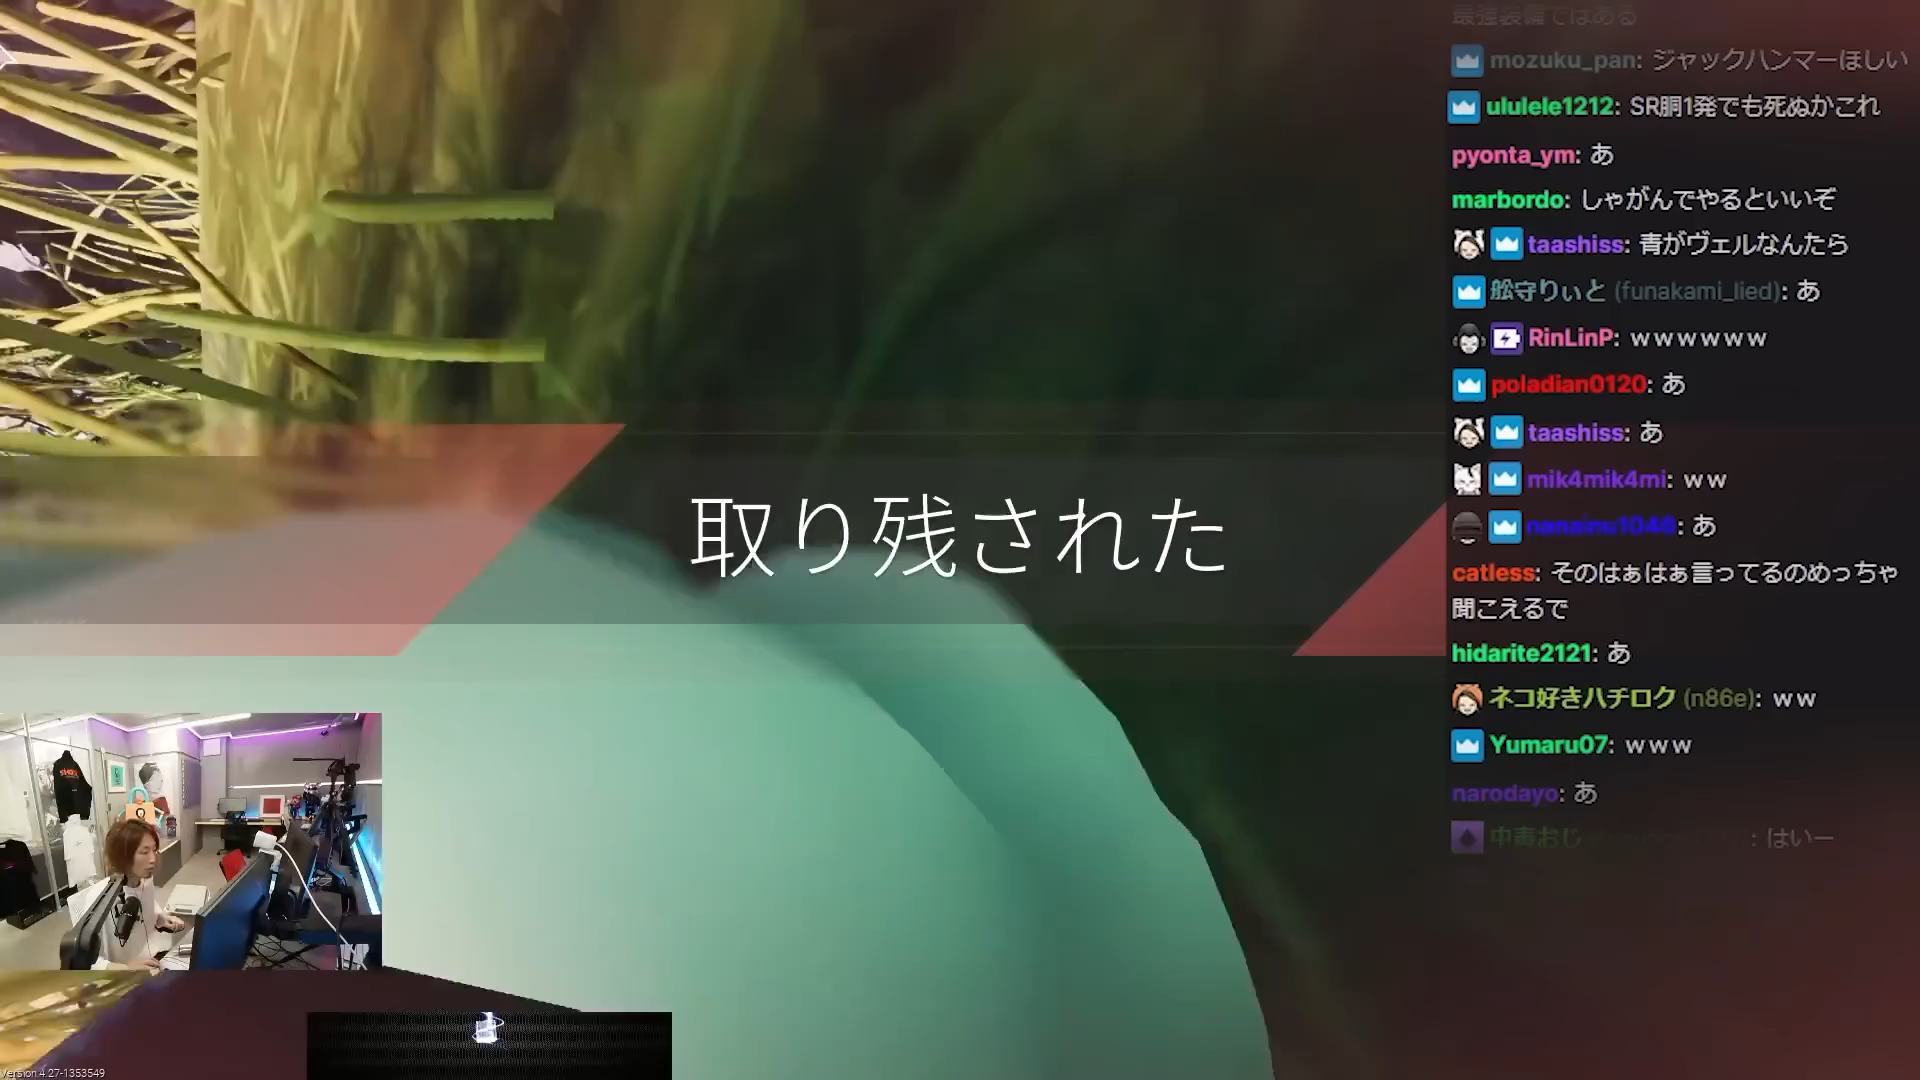 取り残された
最強装備ではある
mozuku_pan: ジャックハンマーほしい
ululele1212: SR胴1発でも死ぬかこれ
pyonta_ym: あ
marbordo: しゃがんでやるといいぞ
taashiss: 青がヴェルなんたら
舩守りぃと (funakami_lied): あ
RinLinP: ｗｗｗｗｗｗ
poladian0120: あ
taashiss: あ
mik4mik4mi: ｗｗ
nanainu1046: あ
catless: そのはぁはぁ言ってるのめっちゃ
聞こえるで
hidarite2121: あ
ネコ好きハチロク (n86e): ｗｗ
Yumaru07: ｗｗｗ
narodayo: あ
中毒おじ : はいー
Version 4.27-1353549